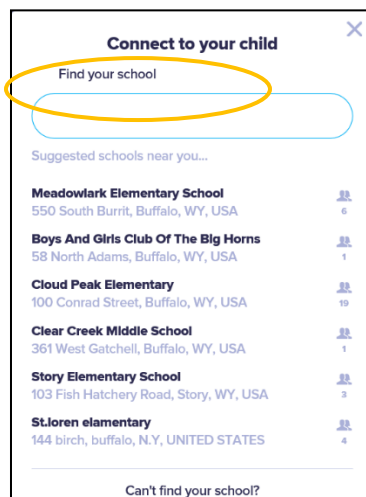 Connect to your child
Find your school
Suggested schools near you...
Meadowlark Elementary School
550 South Burrit, Buffalo, WY, USA
6
Boys And Girls Club Of The Big Horns
58 North Adams, Buffalo, WY, USA
1
Cloud Peak Elementary
100 Conrad Street, Buffalo, WY, USA
19
Clear Creek Middle School
361 West Gatchell, Buffalo, WY, USA
1
Story Elementary School
103 Fish Hatchery Road, Story, WY, USA
3
St.loren elamentary
144 birch, buffalo, N.Y, UNITED STATES
4
Can't find your school?